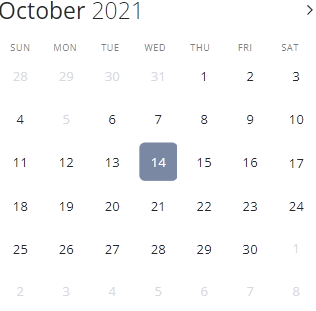 October 2021 >
SUN MON TUE WED THU FRI SAT
28 29 30 31 1 2 3
4 5 6 7 8 9 10
11 12 13 14 15 16 17
18 19 20 21 22 23 24
25 26 27 28 29 30 1
2 3 4 5 6 7 8